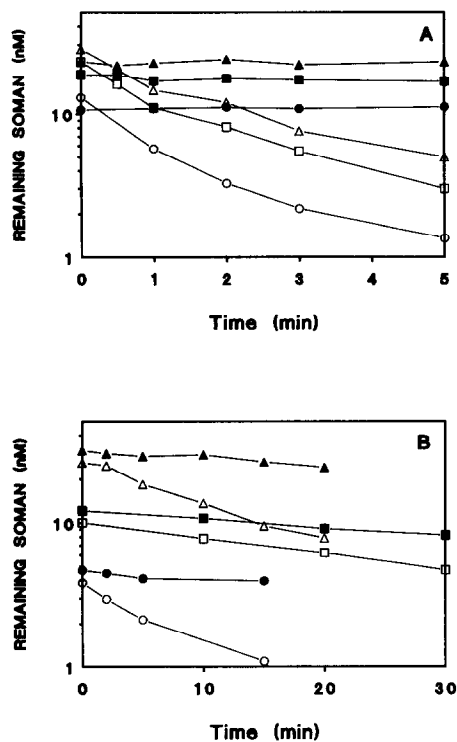 A
REMAINING SOMAN (nM)
10
1
0 1 2 3 4 5
Time (min)
B
REMAINING SOMAN (nM)
10
1
0 10 20 30
Time (min)